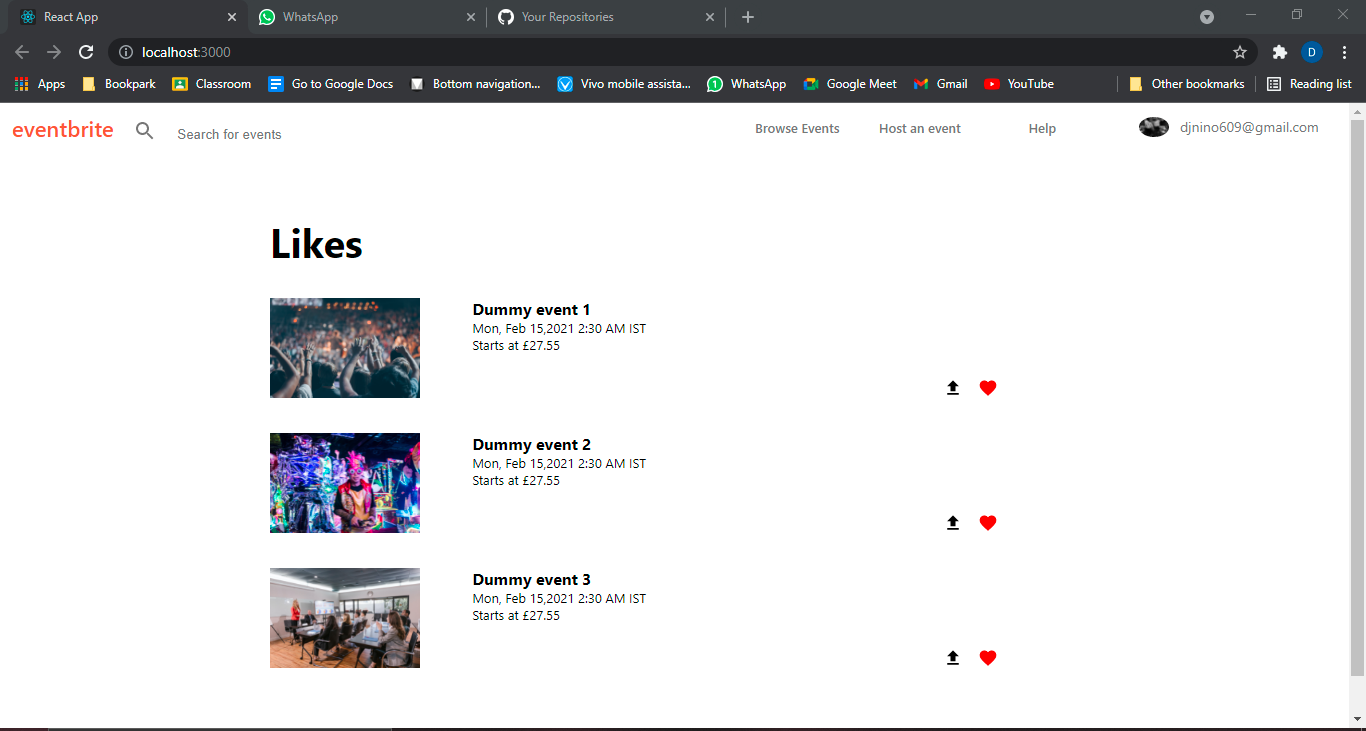 React App
WhatsApp
Your Repositories
localhost:3000
D
Apps
Bookpark
Classroom
Go to Google Docs
Bottom navigation...
Vivo mobile assista...
1
WhatsApp
Google Meet
Gmail
YouTube
Other bookmarks
Reading list
eventbrite
Search for events
Browse Events
Host an event
Help
djnino609@gmail.com
Likes
Dummy event 1
Mon, Feb 15,2021 2:30 AM IST
Starts at £27.55
Dummy event 2
Mon, Feb 15,2021 2:30 AM IST
Starts at £27.55
Dummy event 3
Mon, Feb 15,2021 2:30 AM IST
Starts at £27.55